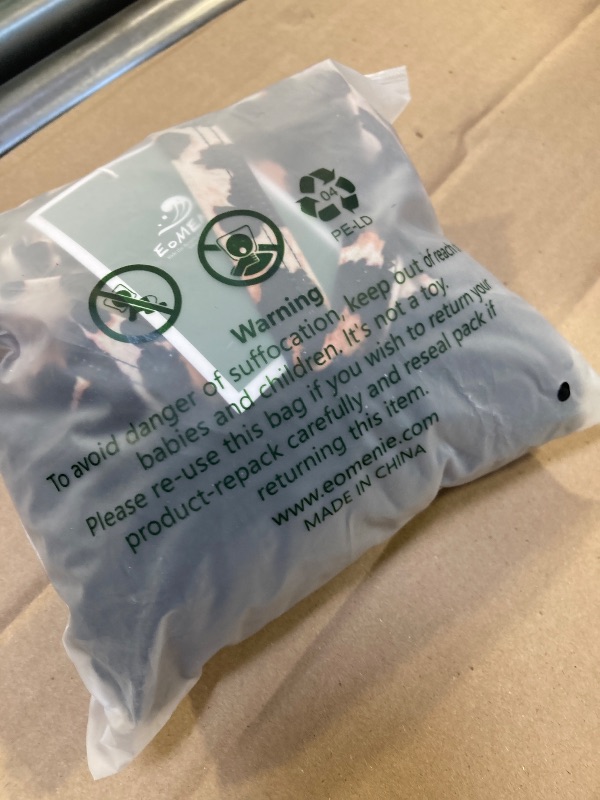 EOMENIE
04
PE-LD
Warning
To avoid danger of suffocation, keep out of reach
babies and children. It's not a toy.
Please re-use this bag if you wish to return your
product-repack carefully and reseal pack if
returning this item.
www.eomenie.com
MADE IN CHINA